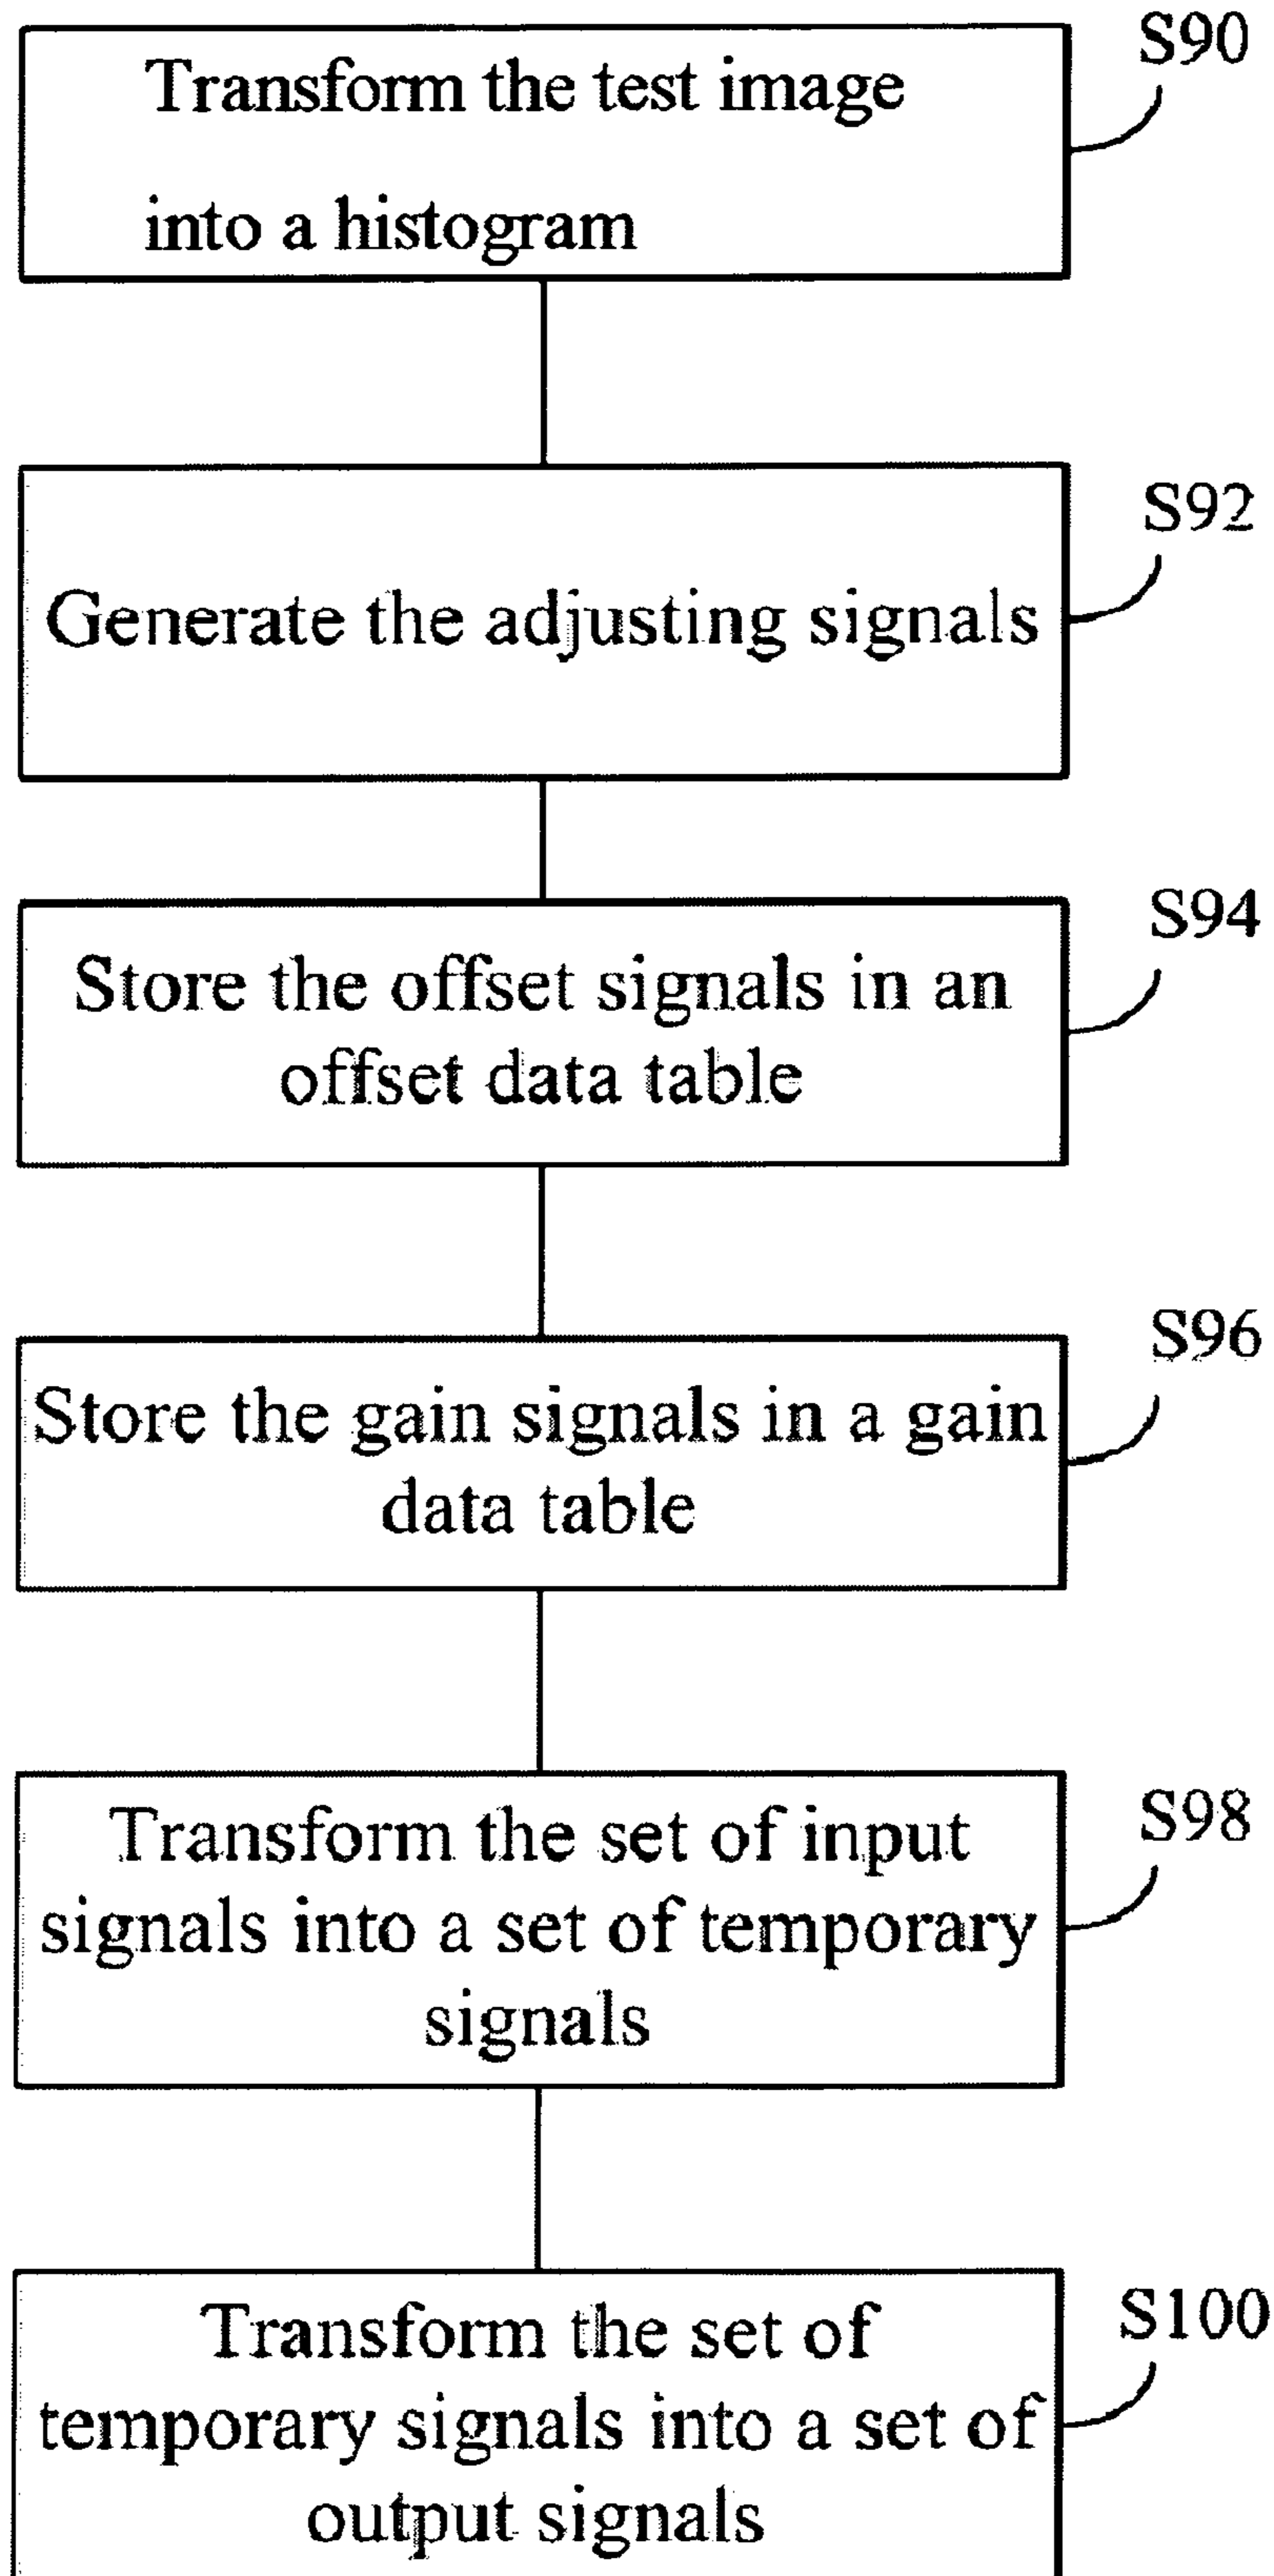 S90
Transform the test image
into a histogram
S92
Generate the adjusting signals
S94
Store the offset signals in an
offset data table
S96
Store the gain signals in a gain
data table
S98
Transform the set of input
signals into a set of temporary
signals
S100
Transform the set of
temporary signals into a set of
output signals